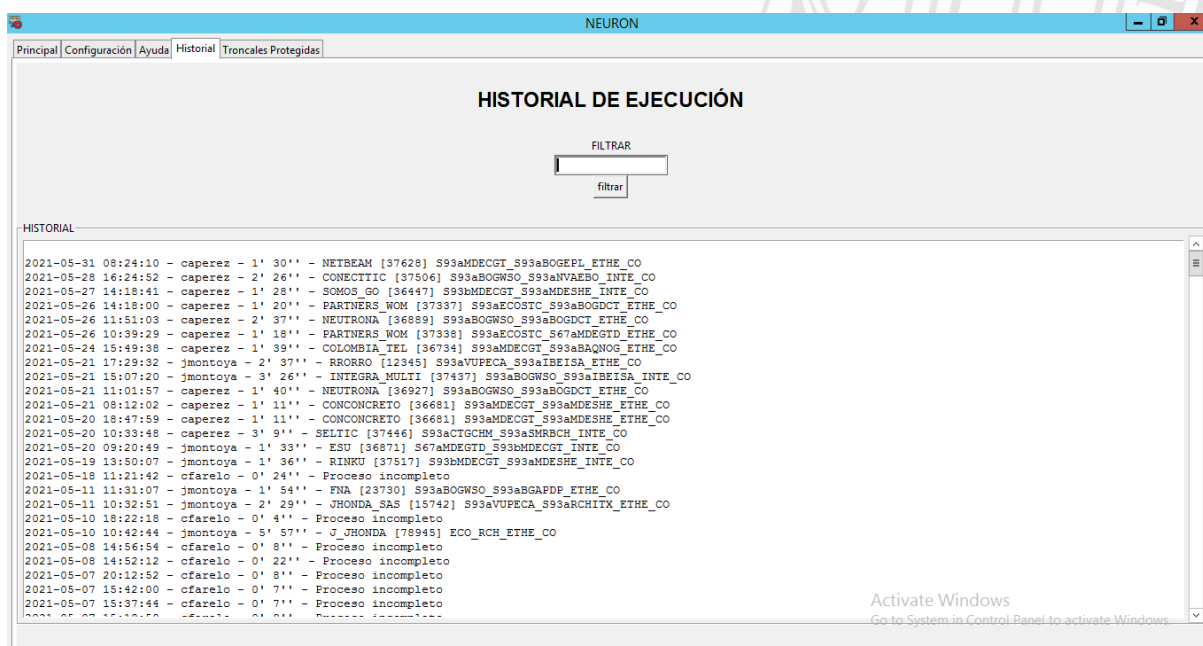 NEURON
Principal Configuración Ayuda Historial Troncales Protegidas
HISTORIAL DE EJECUCIÓN
FILTRAR
filtrar
HISTORIAL
2021-05-31 08:24:10 - caperez - 1' 30'' - NETBEAM [37628] S93aMDECGT_S93aBOGEPL_ETHE_CO
2021-05-28 16:24:52 - caperez - 2' 26'' - CONECTTIC [37506] S93aBOGWSO_S93aNVAEBO_INTE_CO
2021-05-27 14:18:41 - caperez - 1' 28'' - SOMOS_GO [36447] S93bMDECGT_S93aMDESHE_INTE_CO
2021-05-26 14:18:00 - caperez - 1' 20'' - PARTNERS_WOM [37337] S93aECOSTC_S93aBOGDCT_ETHE_CO
2021-05-26 11:51:03 - caperez - 2' 37'' - NEUTRONA [36889] S93aBOGWSO_S93aBOGDCT_ETHE_CO
2021-05-26 10:39:29 - caperez - 1' 18'' - PARTNERS_WOM [37338] S93aECOSTC_S67aMDEGTD_ETHE_CO
2021-05-24 15:49:38 - caperez - 1' 39'' - COLOMBIA_TEL [36734] S93aMDECGT_S93aBAQNOG_ETHE_CO
2021-05-21 17:29:32 - jmontoya - 2' 37'' - RRORRO [12345] S93aVUPECA_S93aIBEISA_ETHE_CO
2021-05-21 15:07:20 - jmontoya - 3' 26'' - INTEGRA_MULTI [37437] S93aBOGWSO_S93aIBEISA_INTE_CO
2021-05-21 11:01:57 - caperez - 1' 40'' - NEUTRONA [36927] S93aBOGWSO_S93aBOGDCT_ETHE_CO
2021-05-21 08:12:02 - caperez - 1' 11'' - CONCONCRETO [36681] S93aMDECGT_S93aMDESHE_ETHE_CO
2021-05-20 18:47:59 - caperez - 1' 11'' - CONCONCRETO [36681] S93aMDECGT_S93aMDESHE_ETHE_CO
2021-05-20 10:33:48 - caperez - 3' 9'' - SELTIC [37446] S93aCTGCHM_S93aSMRBCH_INTE_CO
2021-05-20 09:20:49 - jmontoya - 1' 33'' - ESU [36871] S67aMDEGTD_S93bMDECGT_INTE_CO
2021-05-19 13:50:07 - jmontoya - 1' 36'' - RINKU [37517] S93bMDECGT_S93aMDESHE_INTE_CO
2021-05-18 11:21:42 - cfarelo - 0' 24'' - Proceso incompleto
2021-05-11 11:31:07 - jmontoya - 1' 54'' - FNA [23730] S93aBOGWSO_S93aBGAPDP_ETHE_CO
2021-05-11 10:32:51 - jmontoya - 2' 29'' - JHONDA_SAS [15742] S93aVUPECA_S93aRCHITX_ETHE_CO
2021-05-10 18:22:18 - cfarelo - 0' 4'' - Proceso incompleto
2021-05-10 10:42:44 - jmontoya - 5' 57'' - J_JHONDA [78945] ECO_RCH_ETHE_CO
2021-05-08 14:56:54 - cfarelo - 0' 8'' - Proceso incompleto
2021-05-08 14:52:12 - cfarelo - 0' 22'' - Proceso incompleto
2021-05-07 20:12:52 - cfarelo - 0' 8'' - Proceso incompleto
2021-05-07 15:42:00 - cfarelo - 0' 7'' - Proceso incompleto
2021-05-07 15:37:44 - cfarelo - 0' 7'' - Proceso incompleto
Activate Windows
Go to System in Control Panel to activate Windows.